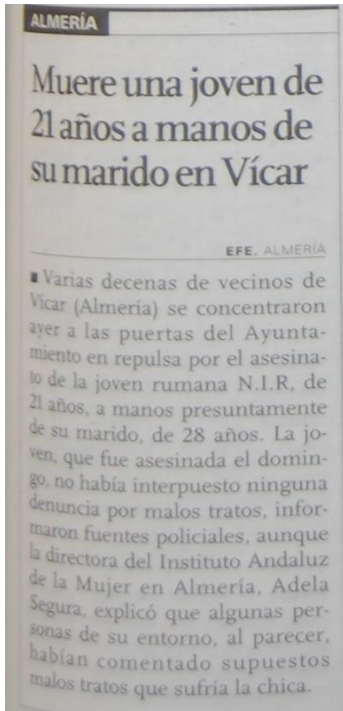 ALMERÍA
Muere una joven de
21 años a manos de
su marido en Vícar
EFE. ALMERÍA
■ Varias decenas de vecinos de
Vícar (Almería) se concentraron
ayer a las puertas del Ayunta-
miento en repulsa por el asesina-
to de la joven rumana N.I.R, de
21 años, a manos presuntamente
de su marido, de 28 años. La jo-
ven, que fue asesinada el domin-
go, no había interpuesto ninguna
denuncia por malos tratos, infor-
maron fuentes policiales, aunque
la directora del Instituto Andaluz
de la Mujer en Almería, Adela
Segura, explicó que algunas per-
sonas de su entorno, al parecer,
habían comentado supuestos
malos tratos que sufría la chica.